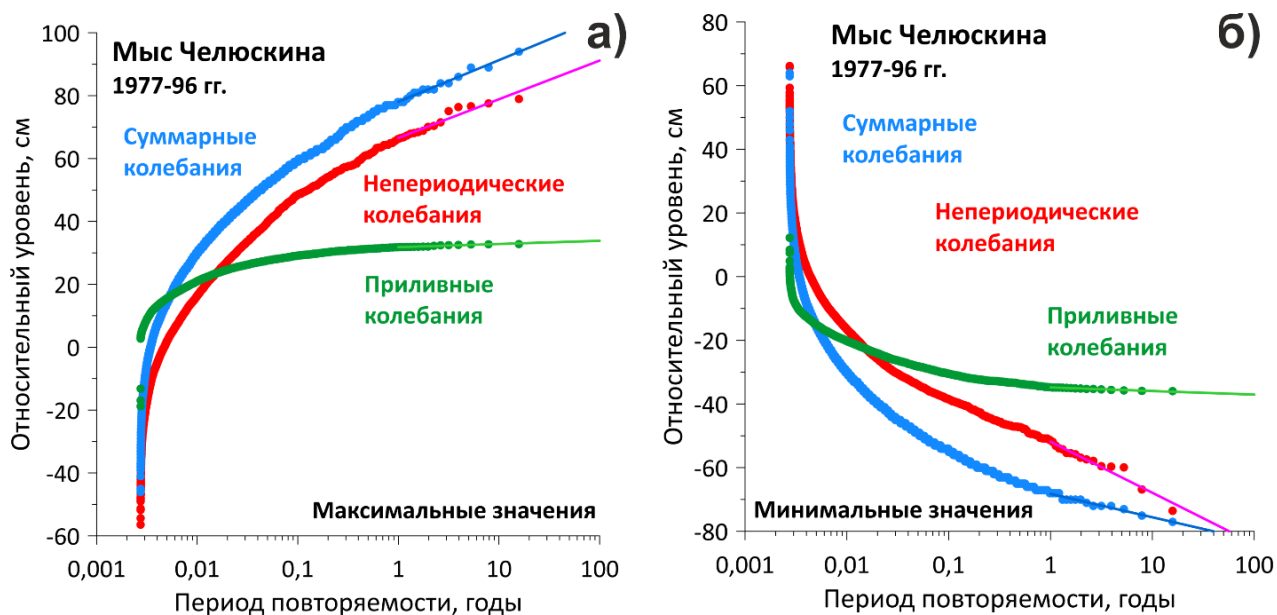 а)
Мыс Челюскина
1977-96 гг.
Суммарные
колебания
Непериодические
колебания
Приливные
колебания
Максимальные значения
Относительный уровень, см
100
80
60
40
20
0
-20
-40
-60
0,001
0,01
0,1
1
10
100
Период повторяемости, годы
б)
Мыс Челюскина
1977-96 гг.
Суммарные
колебания
Непериодические
колебания
Приливные
колебания
Минимальные значения
Относительный уровень, см
80
60
40
20
0
-20
-40
-60
-80
0,001
0,01
0,1
1
10
100
Период повторяемости, годы